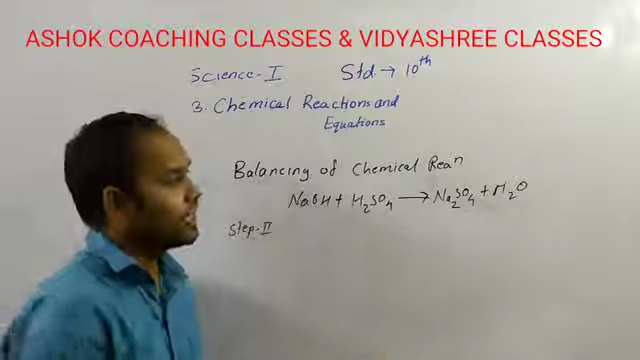 ASHOK COACHING CLASSES & VIDYASHREE CLASSES
Science-I Std. → 10th
3. Chemical Reactions and
Equations
Balancing of Chemical Rean
NaOH + H₂SO₄ → Na₂SO₄ + H₂O
Step-II